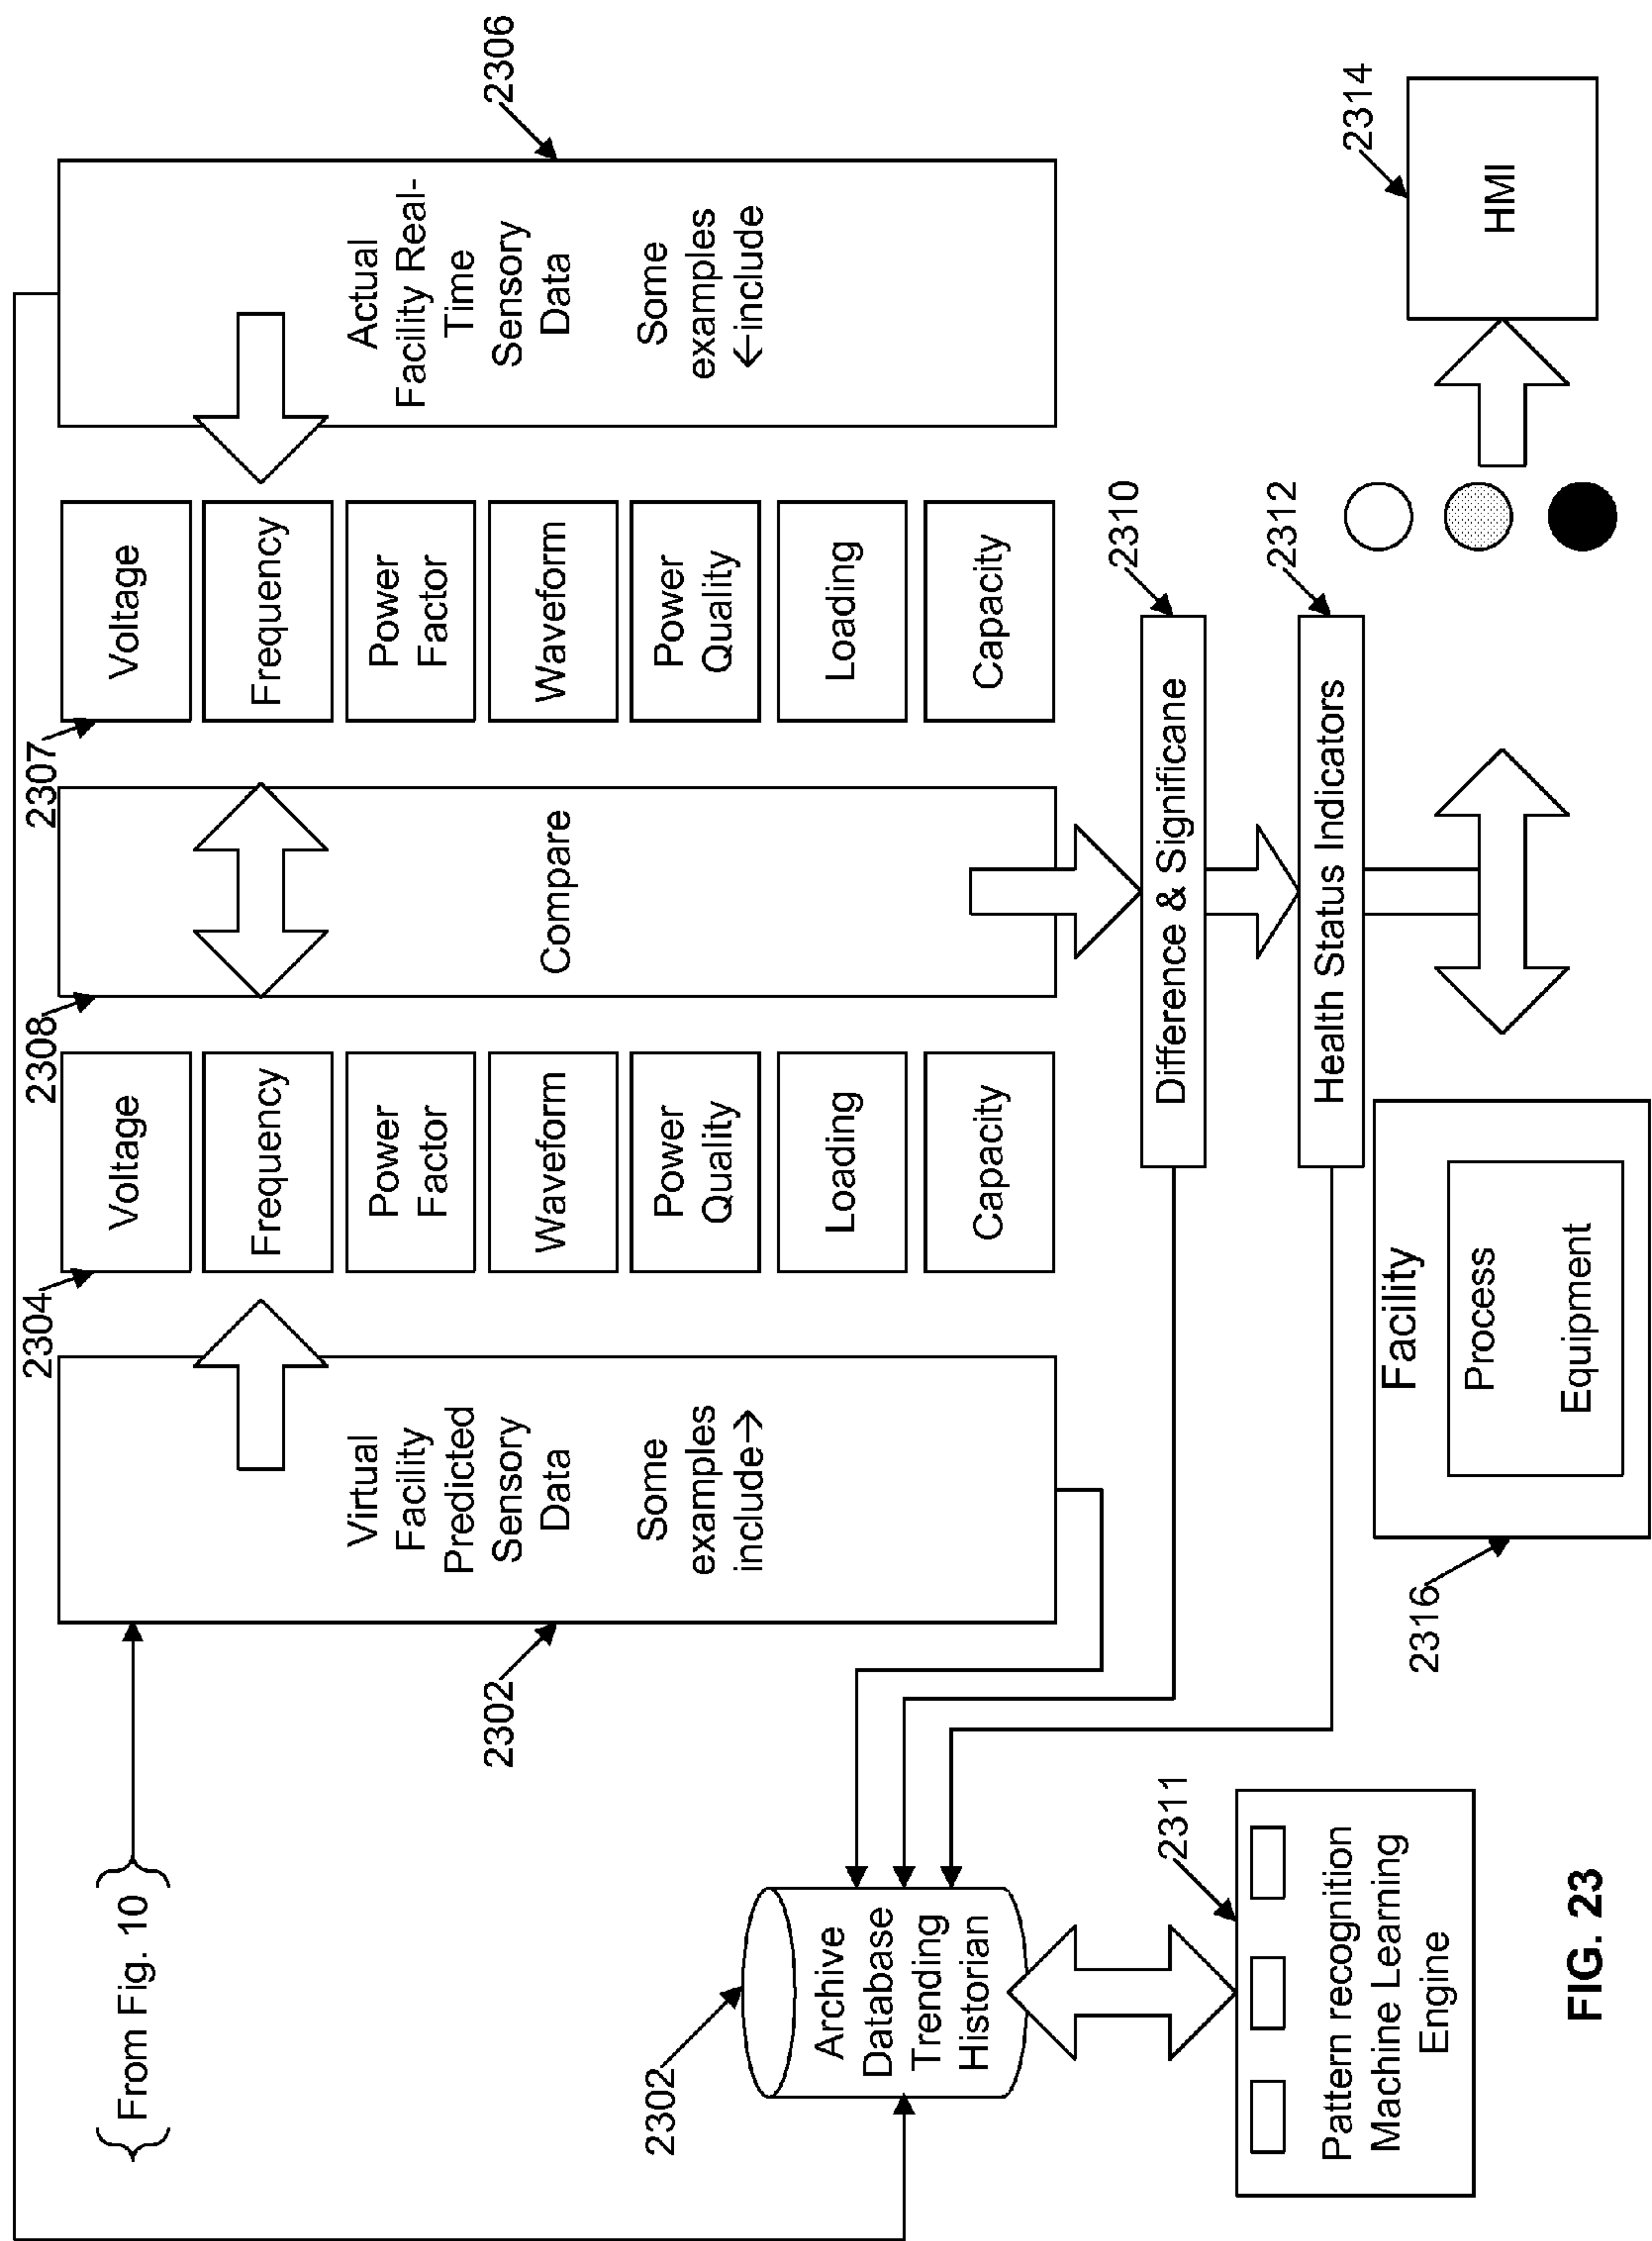 {From Fig. 10}
2302
Virtual
Facility
Predicted
Sensory
Data
Some
examples
include→
2304
Voltage
Frequency
Power
Factor
Waveform
Power
Quality
Loading
Capacity
2308
Compare
2307
Voltage
Frequency
Power
Factor
Waveform
Power
Quality
Loading
Capacity
2306
Actual
Facility Real-
Time
Sensory
Data
Some
examples
←include
2302
Archive
Database
Trending
Historian
2311
Pattern recognition
Machine Learning
Engine
2310
Difference & Significane
2312
Health Status Indicators
2316
Facility
Process
Equipment
2314
HMI
FIG. 23